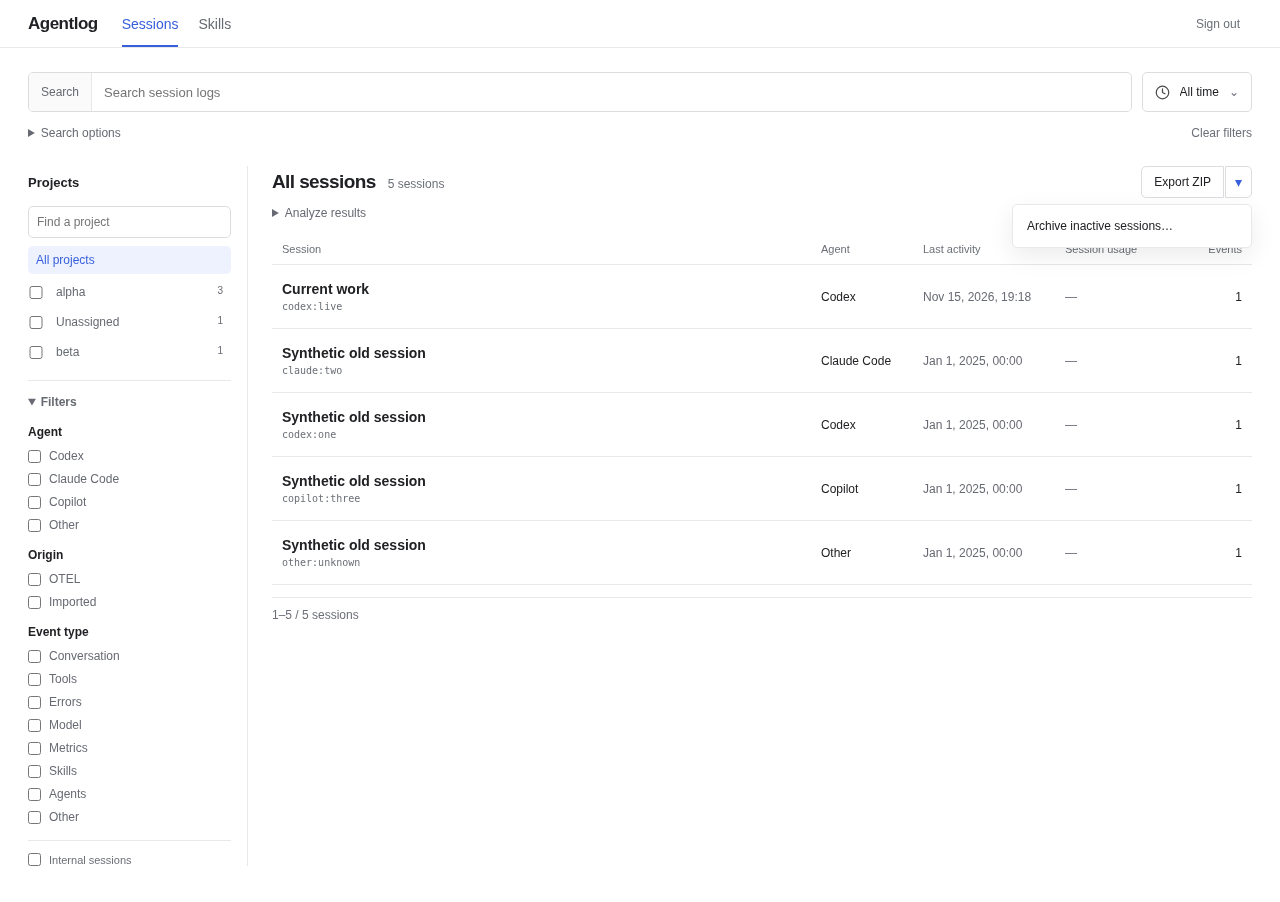 Agentlog Sessions Skills Sign out
Search Search session logs All time
Search options Clear filters
Projects
Find a project
All projects
alpha 3
Unassigned 1
beta 1
Filters
Agent
Codex
Claude Code
Copilot
Other
Origin
OTEL
Imported
Event type
Conversation
Tools
Errors
Model
Metrics
Skills
Agents
Other
Internal sessions
All sessions 5 sessions Export ZIP
Analyze results
Archive inactive sessions…
Session Agent Last activity Session usage Events
Current work
codex:live
Codex Nov 15, 2026, 19:18 — 1
Synthetic old session
claude:two
Claude Code Jan 1, 2025, 00:00 — 1
Synthetic old session
codex:one
Codex Jan 1, 2025, 00:00 — 1
Synthetic old session
copilot:three
Copilot Jan 1, 2025, 00:00 — 1
Synthetic old session
other:unknown
Other Jan 1, 2025, 00:00 — 1
1–5 / 5 sessions